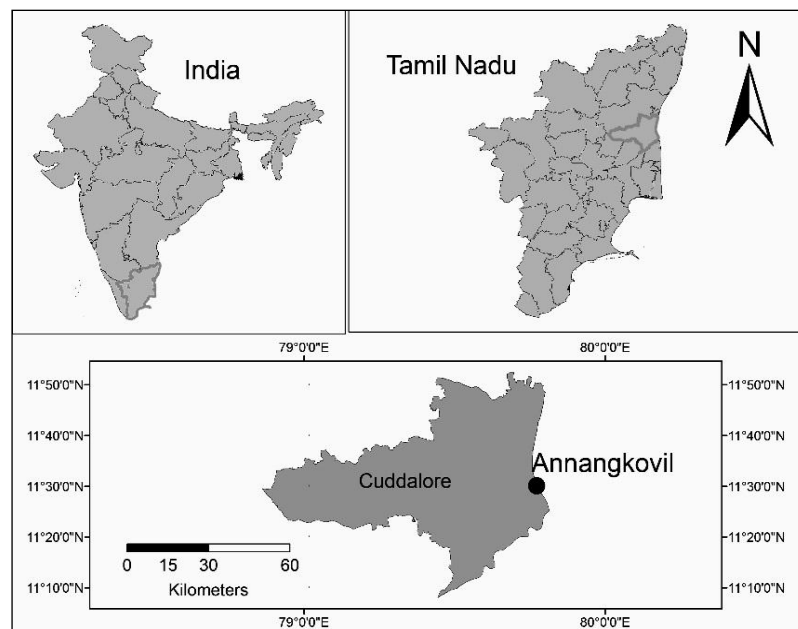 India
Tamil Nadu
N
79°0'0"E 80°0'0"E
11°50'0"N 11°50'0"N
11°40'0"N 11°40'0"N
Annangkovil
Cuddalore
11°30'0"N 11°30'0"N
11°20'0"N 11°20'0"N
0 15 30 60
Kilometers
11°10'0"N 11°10'0"N
79°0'0"E 80°0'0"E